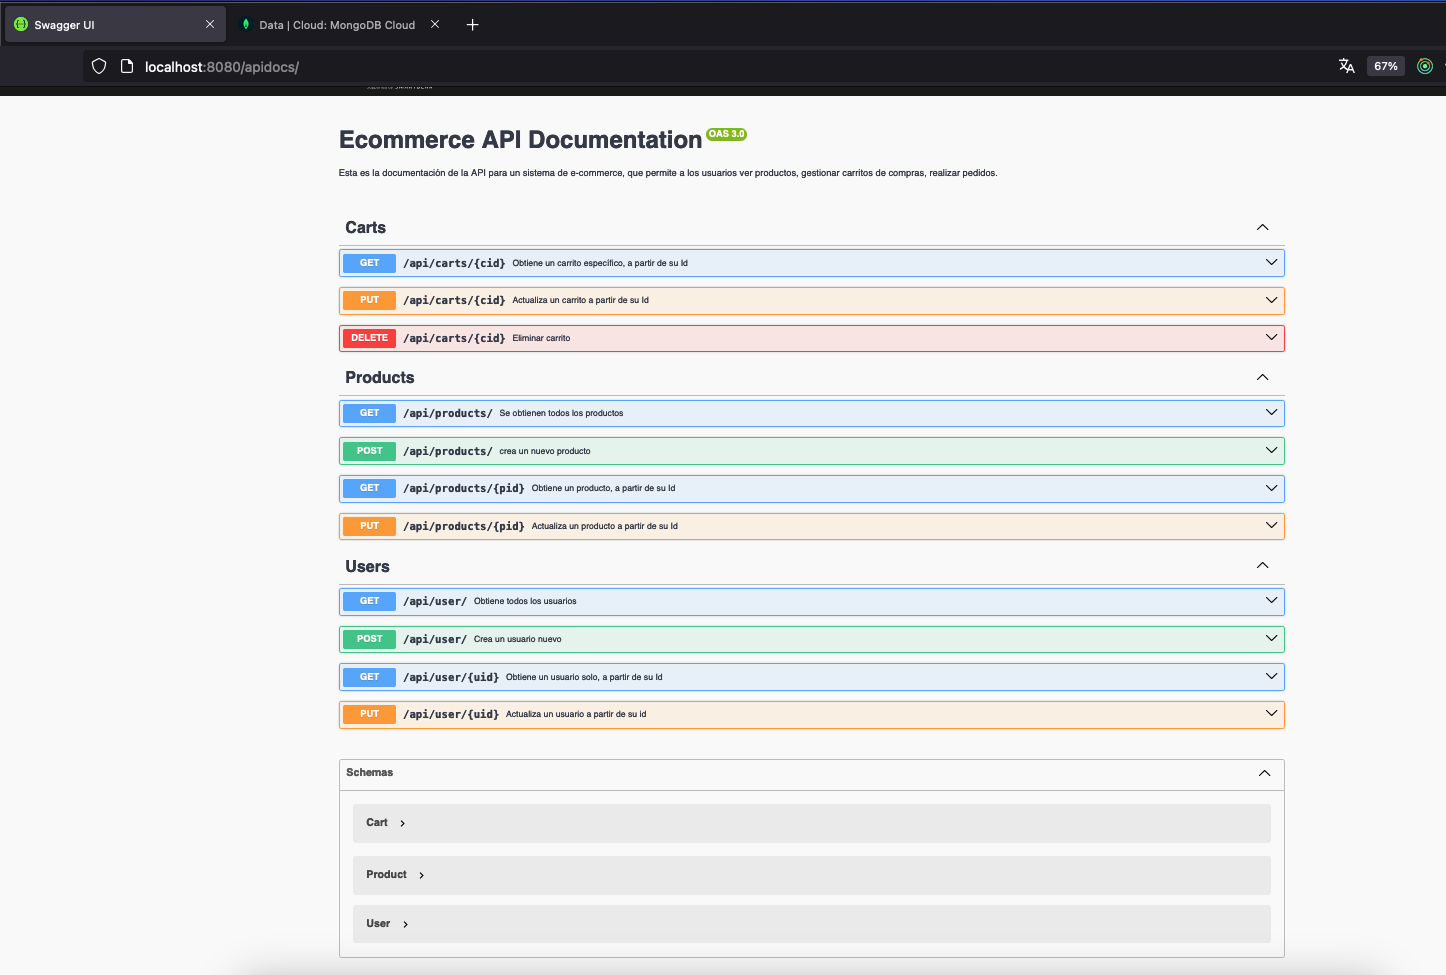 Swagger UI
Data | Cloud: MongoDB Cloud
localhost:8080/apidocs/
67%
Ecommerce API Documentation OAS 3.0
Esta es la documentación de la API para un sistema de e-commerce, que permite a los usuarios ver productos, gestionar carritos de compras, realizar pedidos.
Carts
GET /api/carts/{cid} Obtiene un carrito específico, a partir de su Id
PUT /api/carts/{cid} Actualiza un carrito a partir de su Id
DELETE /api/carts/{cid} Eliminar carrito
Products
GET /api/products/ Se obtienen todos los productos
POST /api/products/ crea un nuevo producto
GET /api/products/{pid} Obtiene un producto, a partir de su Id
PUT /api/products/{pid} Actualiza un producto a partir de su Id
Users
GET /api/user/ Obtiene todos los usuarios
POST /api/user/ Crea un usuario nuevo
GET /api/user/{uid} Obtiene un usuario solo, a partir de su Id
PUT /api/user/{uid} Actualiza un usuario a partir de su id
Schemas
Cart
Product
User